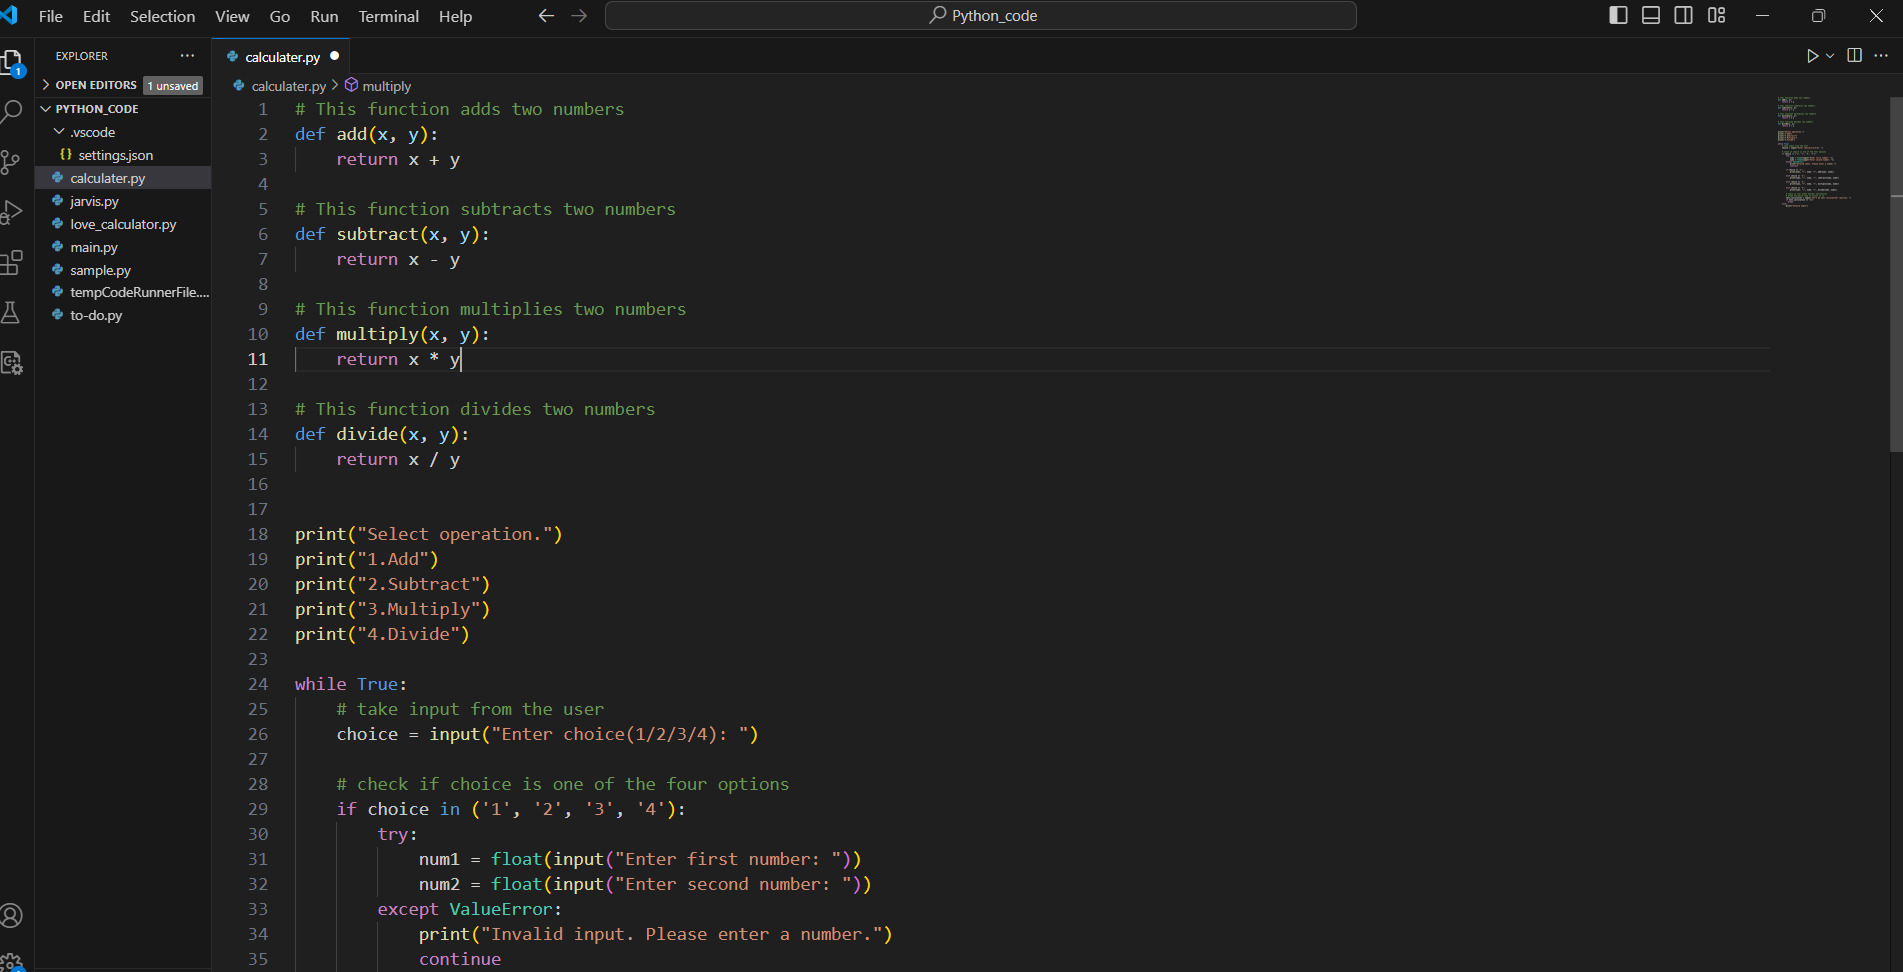 File Edit Selection View Go Run Terminal Help
Python_code
1
EXPLORER ...
OPEN EDITORS 1 unsaved
PYTHON_CODE
.vscode
{} settings.json
calculater.py
jarvis.py
love_calculator.py
main.py
sample.py
tempCodeRunnerFile....
to-do.py
calculater.py
calculater.py > multiply
1 # This function adds two numbers
2 def add(x, y):
3     return x + y
4
5 # This function subtracts two numbers
6 def subtract(x, y):
7     return x - y
8
9 # This function multiplies two numbers
10 def multiply(x, y):
11     return x * y
12
13 # This function divides two numbers
14 def divide(x, y):
15     return x / y
16
17
18 print("Select operation.")
19 print("1.Add")
20 print("2.Subtract")
21 print("3.Multiply")
22 print("4.Divide")
23
24 while True:
25     # take input from the user
26     choice = input("Enter choice(1/2/3/4): ")
27
28     # check if choice is one of the four options
29     if choice in ('1', '2', '3', '4'):
30         try:
31             num1 = float(input("Enter first number: "))
32             num2 = float(input("Enter second number: "))
33         except ValueError:
34             print("Invalid input. Please enter a number.")
35             continue